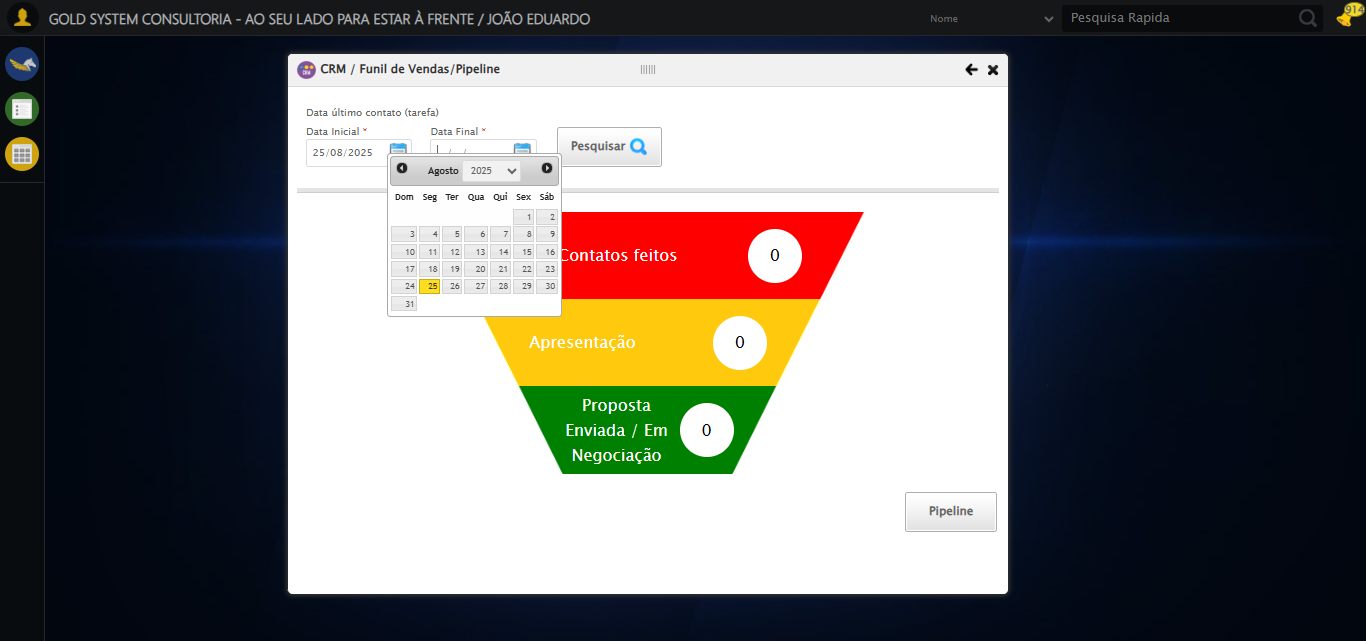 GOLD SYSTEM CONSULTORIA - AO SEU LADO PARA ESTAR À FRENTE / JOÃO EDUARDO
Nome
Pesquisa Rapida
914
CRM / Funil de Vendas/Pipeline
Data último contato (tarefa)
Data Inicial *
Data Final *
25/08/2025
_/_/
Pesquisar
Agosto 2025
Dom Seg Ter Qua Qui Sex Sáb
1 2
3 4 5 6 7 8 9
10 11 12 13 14 15 16
17 18 19 20 21 22 23
24 25 26 27 28 29 30
31
Contatos feitos 0
Apresentação 0
Proposta
Enviada / Em 0
Negociação
Pipeline